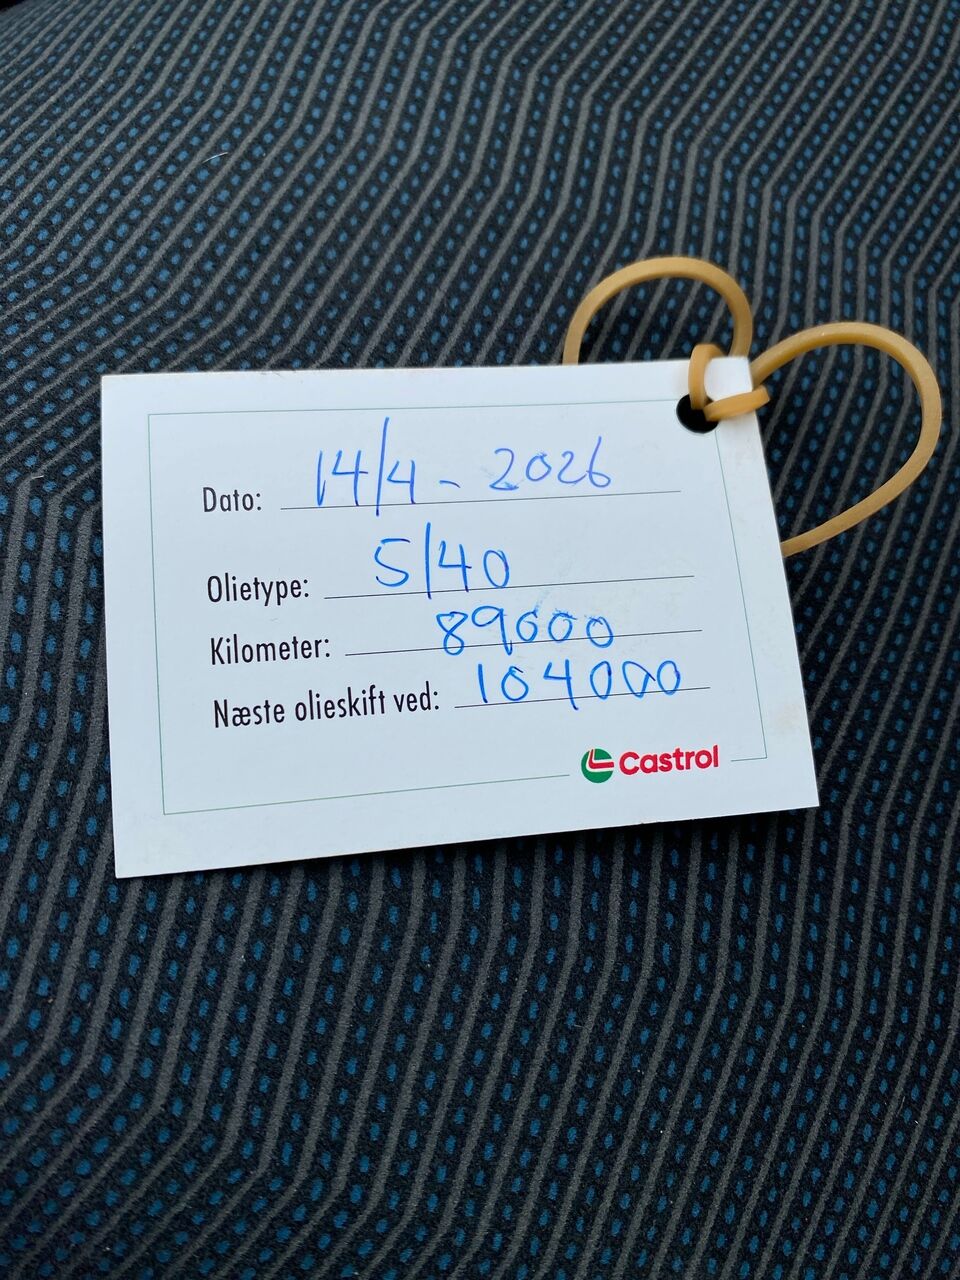 Dato: 14/4 - 2026
Olietype: 5/40
Kilometer: 89000
Næste olieskift ved: 104000
Castrol